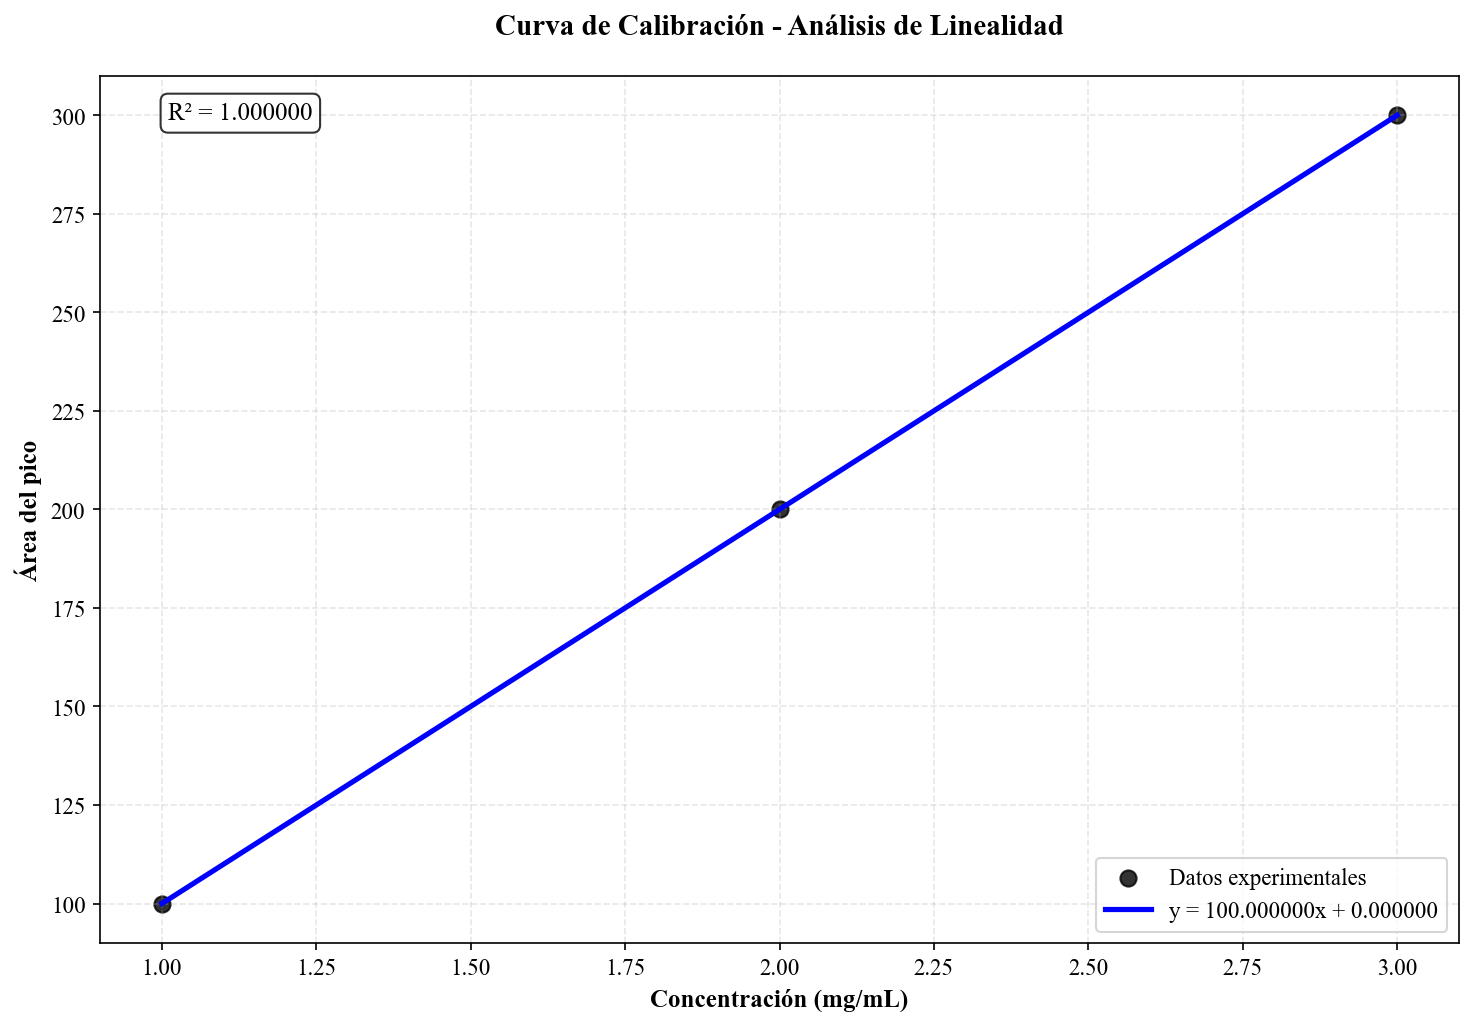 Curva de Calibración - Análisis de Linealidad
R² = 1.000000
Área del pico
300
275
250
225
200
175
150
125
100
Datos experimentales
y = 100.000000x + 0.000000
1.00 1.25 1.50 1.75 2.00 2.25 2.50 2.75 3.00
Concentración (mg/mL)